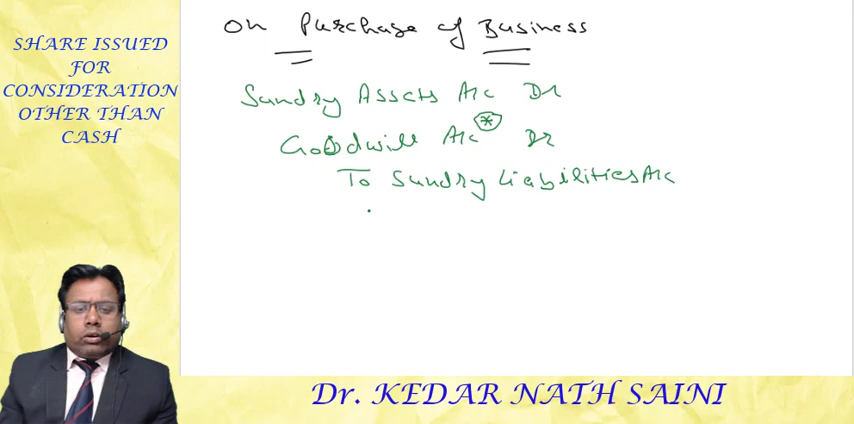 SHARE ISSUED
FOR
CONSIDERATION
OTHER THAN
CASH
On Purchase of Business
Sundry Assets A/c Dr
Goodwill A/c * Dr
To Sundry Liabilities A/c
Dr. KEDAR NATH SAINI